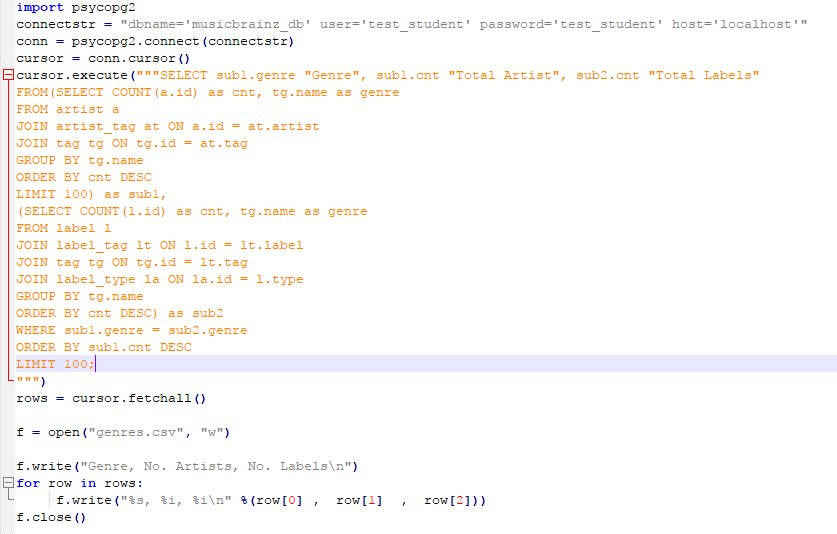 import psycopg2
connectstr = "dbname='musicbrainz_db' user='test_student' password='test_student' host='localhost'"
conn = psycopg2.connect(connectstr)
cursor = conn.cursor()
cursor.execute("""SELECT sub1.genre "Genre", sub1.cnt "Total Artist", sub2.cnt "Total Labels"
FROM(SELECT COUNT(a.id) as cnt, tg.name as genre
FROM artist a
JOIN artist_tag at ON a.id = at.artist
JOIN tag tg ON tg.id = at.tag
GROUP BY tg.name
ORDER BY cnt DESC
LIMIT 100) as sub1,
(SELECT COUNT(l.id) as cnt, tg.name as genre
FROM label l
JOIN label_tag lt ON l.id = lt.label
JOIN tag tg ON tg.id = lt.tag
JOIN label_type la ON la.id = l.type
GROUP BY tg.name
ORDER BY cnt DESC) as sub2
WHERE sub1.genre = sub2.genre
ORDER BY sub1.cnt DESC
LIMIT 100;
""")
rows = cursor.fetchall()
f = open("genres.csv", "w")
f.write("Genre, No. Artists, No. Labels\n")
for row in rows:
f.write("%s, %i, %i\n" %(row[0] , row[1] , row[2]))
f.close()